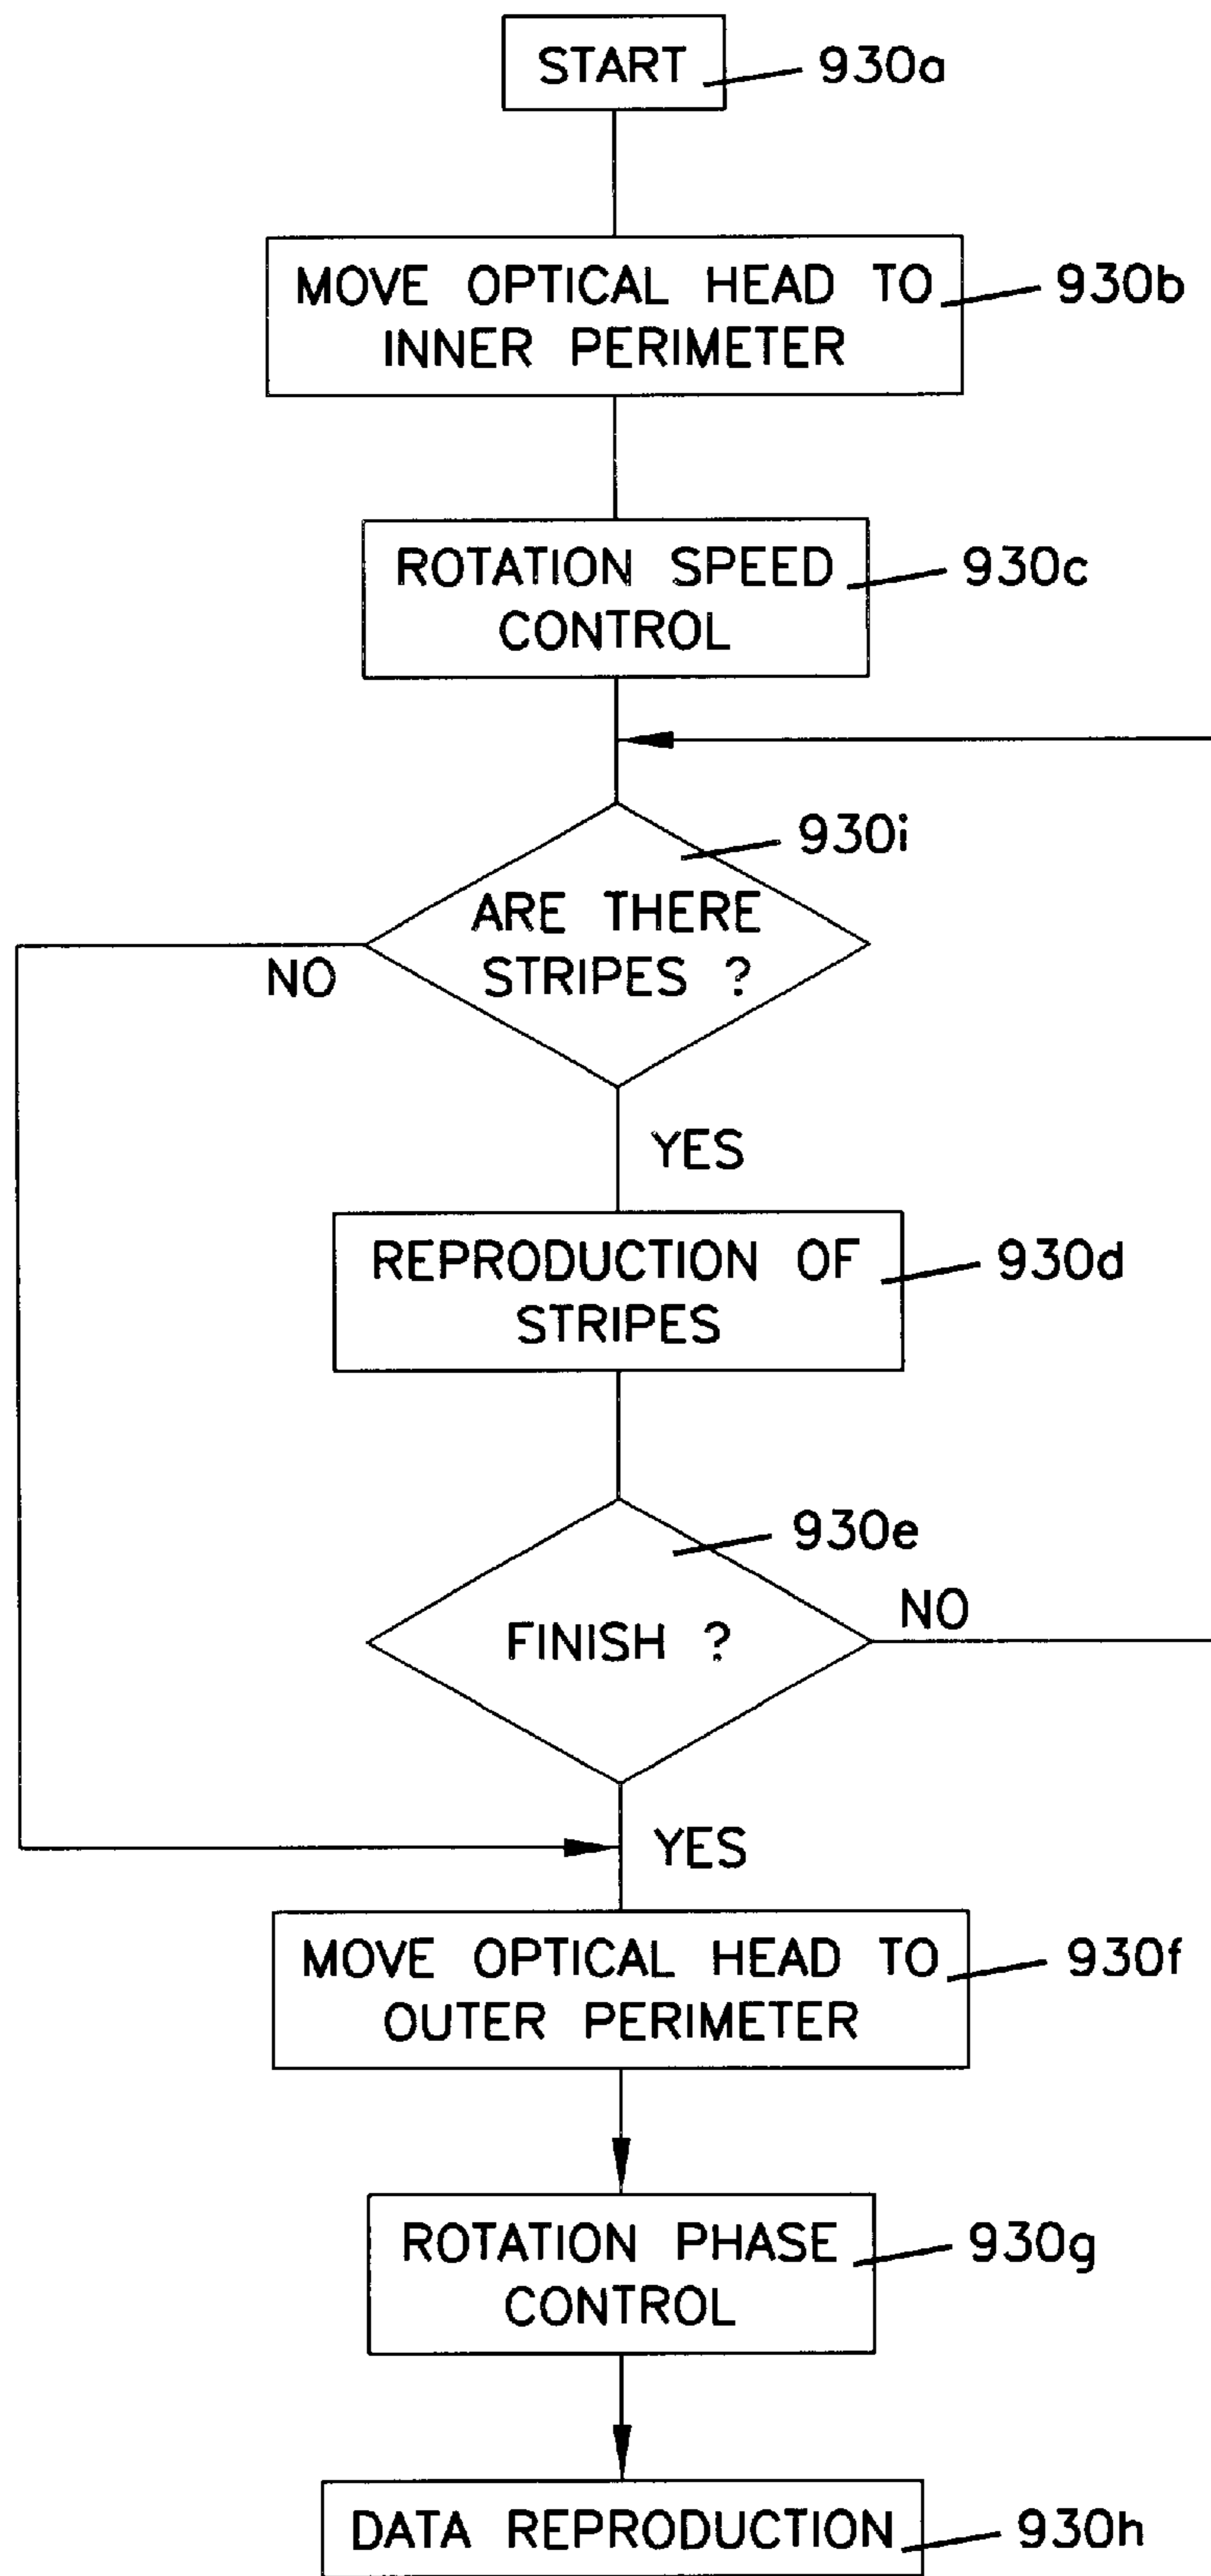 START
930a
MOVE OPTICAL HEAD TO
INNER PERIMETER
930b
ROTATION SPEED
CONTROL
930c
930i
ARE THERE
STRIPES ?
NO
YES
REPRODUCTION OF
STRIPES
930d
930e
FINISH ?
NO
YES
MOVE OPTICAL HEAD TO
OUTER PERIMETER
930f
ROTATION PHASE
CONTROL
930g
DATA REPRODUCTION
930h